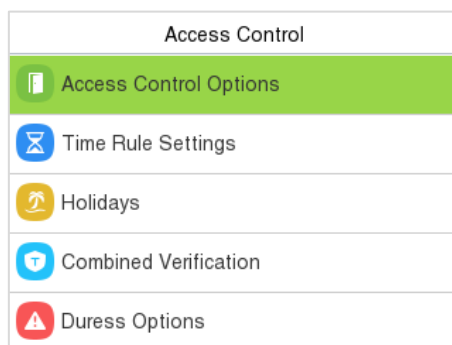 Access Control
Access Control Options
Time Rule Settings
Holidays
Combined Verification
Duress Options